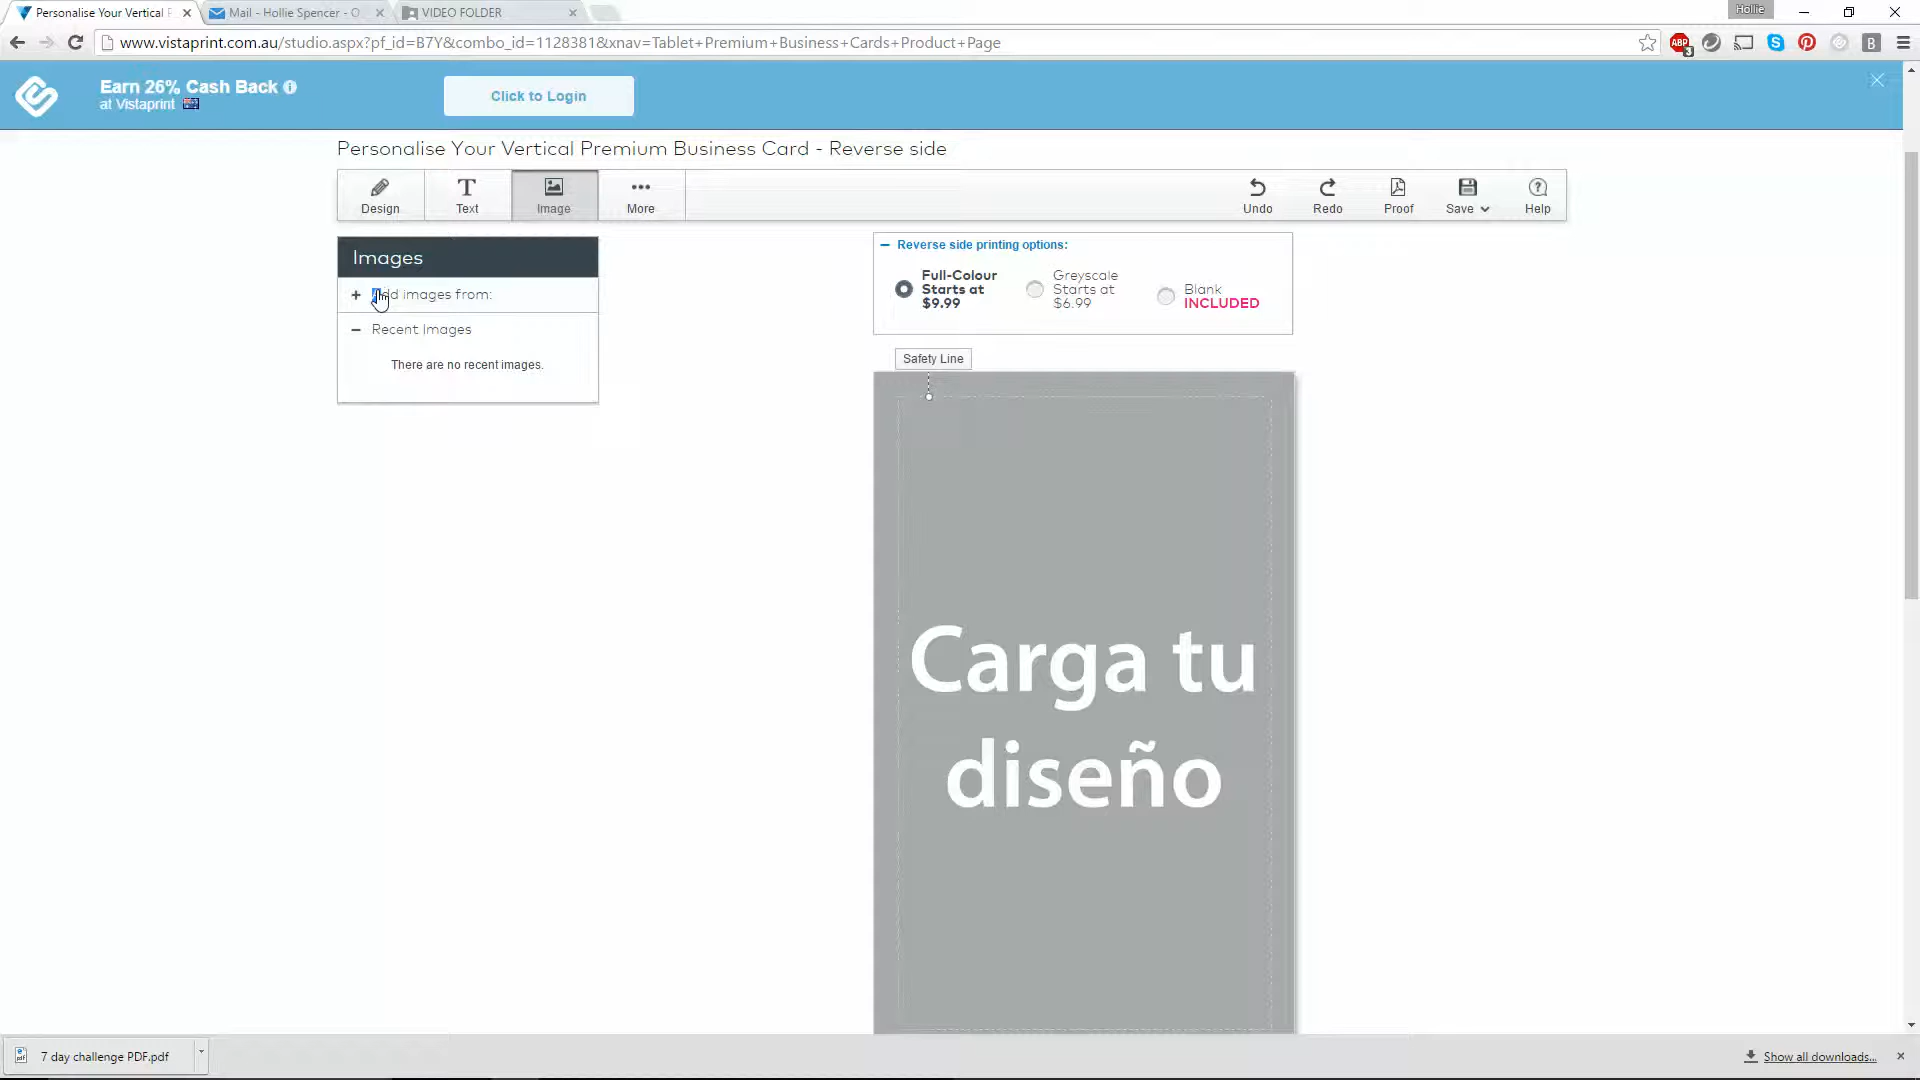 Personalise Your Vertical P
Mail - Hollie Spencer - O
VIDEO FOLDER
Hollie
www.vistaprint.com.au/studio.aspx?pf_id=B7Y&combo_id=1128381&xnav=Tablet+Premium+Business+Cards+Product+Page
ABP
3
B
Earn 26% Cash Back
at Vistaprint
Click to Login
Personalise Your Vertical Premium Business Card - Reverse side
Design
Text
Image
More
Undo
Redo
Proof
Save
Help
Images
Add images from:
Recent Images
There are no recent images.
Reverse side printing options:
Full-Colour
Starts at
$9.99
Greyscale
Starts at
$6.99
Blank
INCLUDED
Safety Line
Carga tu
diseño
7 day challenge PDF.pdf
Show all downloads...